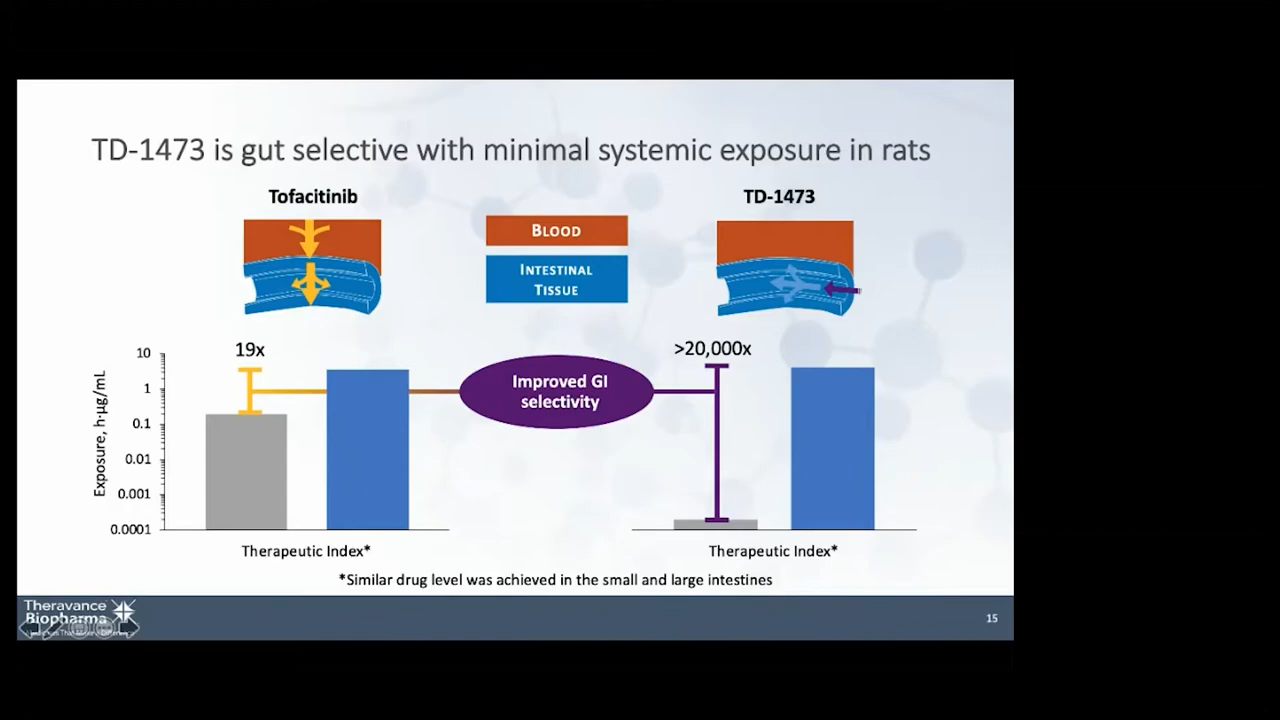 TD-1473 is gut selective with minimal systemic exposure in rats
Tofacitinib
TD-1473
BLOOD
INTESTINAL
TISSUE
19x
>20,000x
Improved GI
selectivity
Exposure, h·µg/mL
10
1
0.1
0.01
0.001
0.0001
Therapeutic Index*
Therapeutic Index*
*Similar drug level was achieved in the small and large intestines
Theravance
Biopharma
15